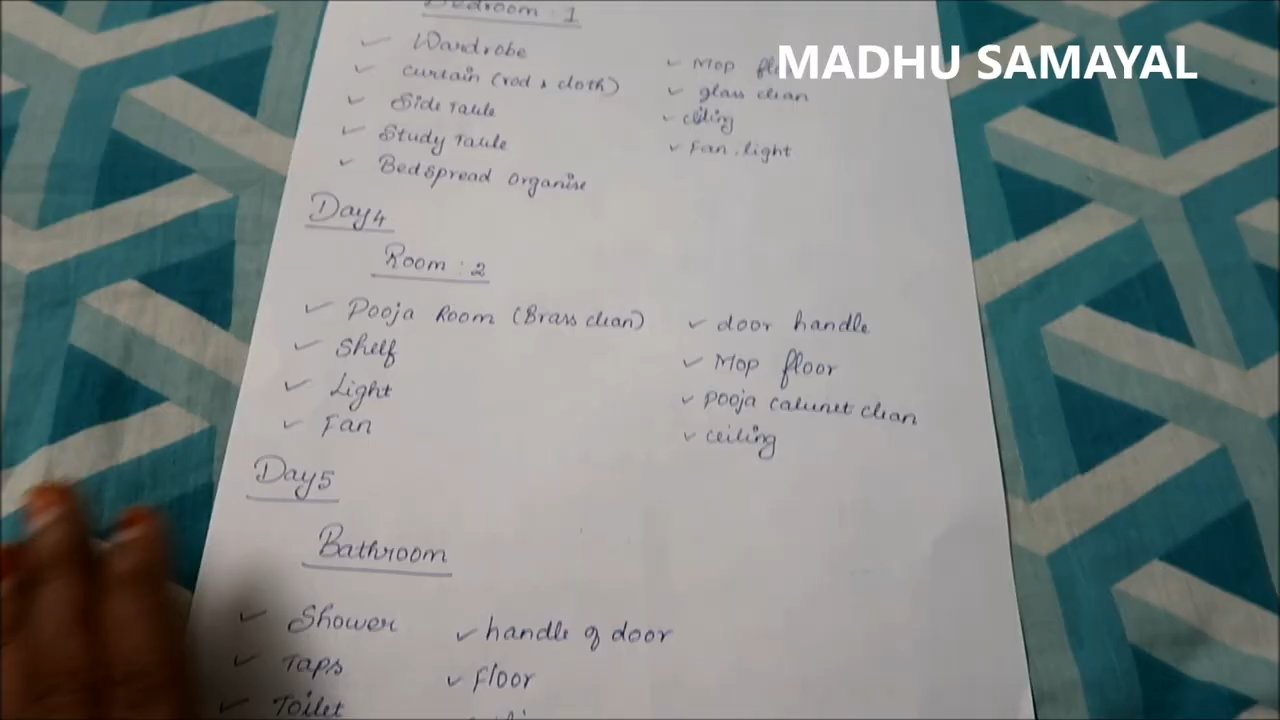 MADHU SAMAYAL
Bedroom : 1
Wardrobe
Curtain (rod & cloth)
Side Table
Study Table
Bedspread Organise
Mop
glass clean
ceiling
Fan. light
Day 4
Room : 2
Pooja Room (Brass clean)
Shelf
Light
Fan
door handle
Mop floor
Pooja cabinet clean
ceiling
Day 5
Bathroom
Shower
Taps
Toilet
handle of door
Floor